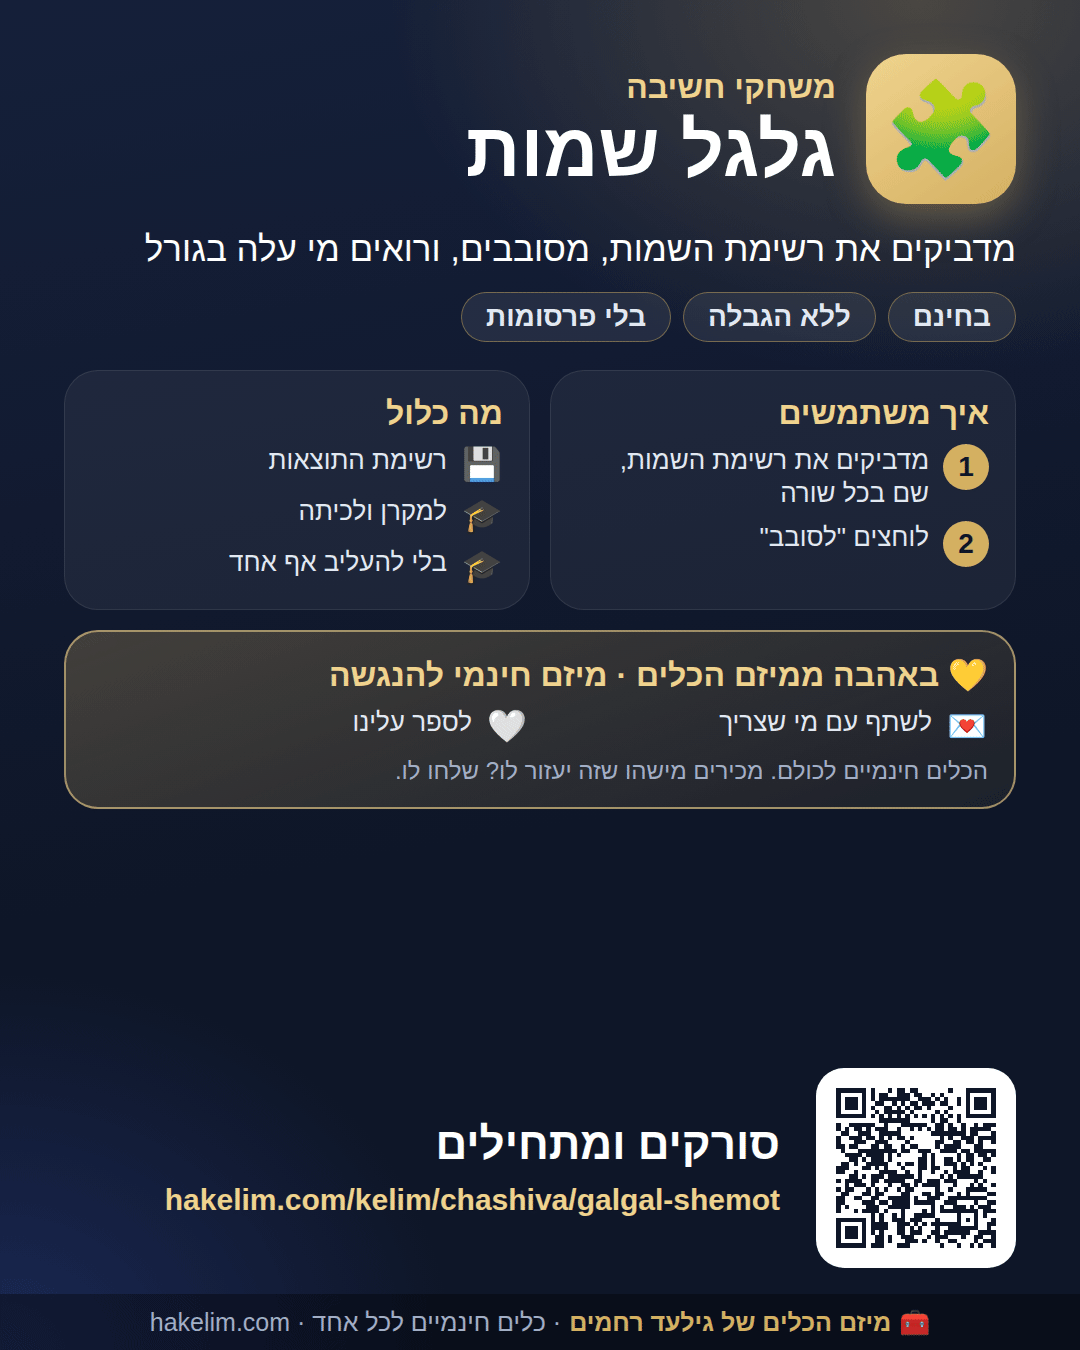 משחקי חשיבה
גלגל שמות
מדביקים את רשימת השמות, מסובבים, ורואים מי עלה בגורל
בחינם
ללא הגבלה
בלי פרסומות
איך משתמשים
1 מדביקים את רשימת השמות,
שם בכל שורה
2 לוחצים "לסובב"
מה כלול
רשימת התוצאות
למקרן ולכיתה
בלי להעליב אף אחד
באהבה ממיזם הכלים · מיזם חינמי להנגשה
לשתף עם מי שצריך
לספר עלינו
הכלים חינמיים לכולם. מכירים מישהו שזה יעזור לו? שלחו לו.
סורקים ומתחילים
hakelim.com/kelim/chashiva/galgal-shemot
מיזם הכלים של גילעד רחמים · כלים חינמיים לכל אחד · hakelim.com